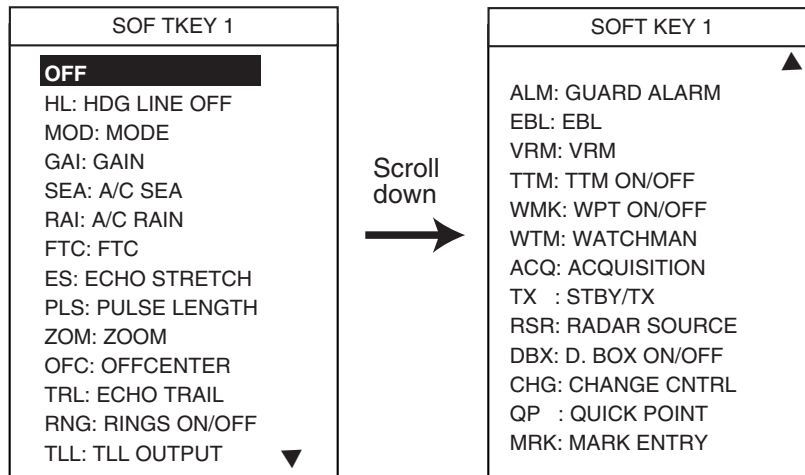 SOF TKEY 1
OFF
HL: HDG LINE OFF
MOD: MODE
GAI: GAIN
SEA: A/C SEA
RAI: A/C RAIN
FTC: FTC
ES: ECHO STRETCH
PLS: PULSE LENGTH
ZOM: ZOOM
OFC: OFFCENTER
TRL: ECHO TRAIL
RNG: RINGS ON/OFF
TLL: TLL OUTPUT
Scroll
down
SOFT KEY 1
ALM: GUARD ALARM
EBL: EBL
VRM: VRM
TTM: TTM ON/OFF
WMK: WPT ON/OFF
WTM: WATCHMAN
ACQ: ACQUISITION
TX : STBY/TX
RSR: RADAR SOURCE
DBX: D. BOX ON/OFF
CHG: CHANGE CNTRL
QP : QUICK POINT
MRK: MARK ENTRY